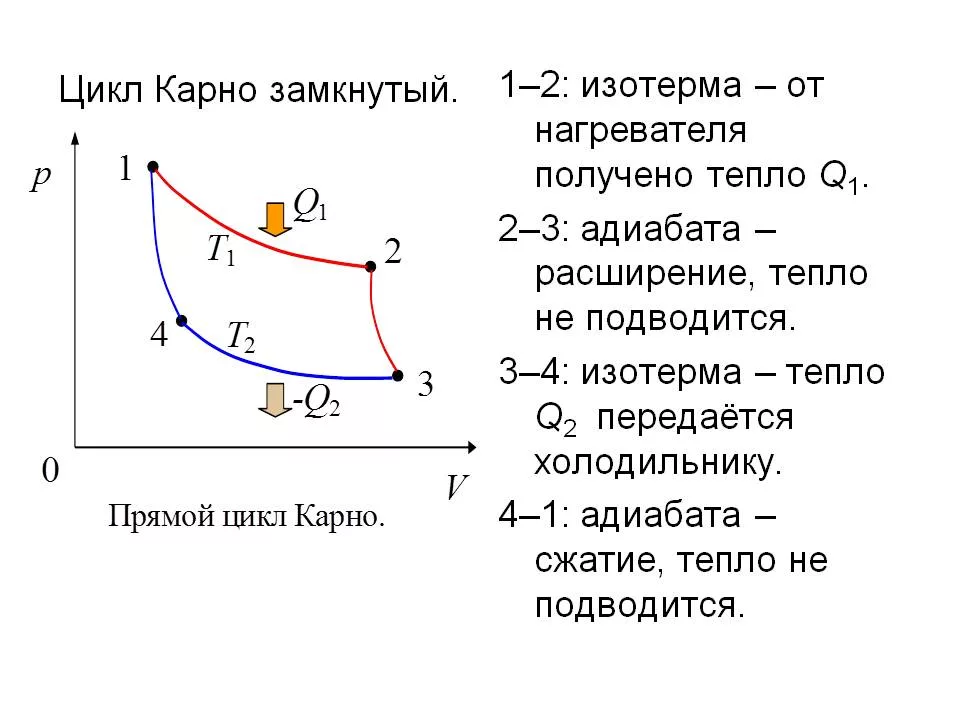 Цикл Карно замкнутый.
p
1
Q1
T1
2
4
T2
3
-Q2
0
V
Прямой цикл Карно.
1–2: изотерма – от
нагревателя
получено тепло Q1.
2–3: адиабата –
расширение, тепло
не подводится.
3–4: изотерма – тепло
Q2 передаётся
холодильнику.
4–1: адиабата –
сжатие, тепло не
подводится.